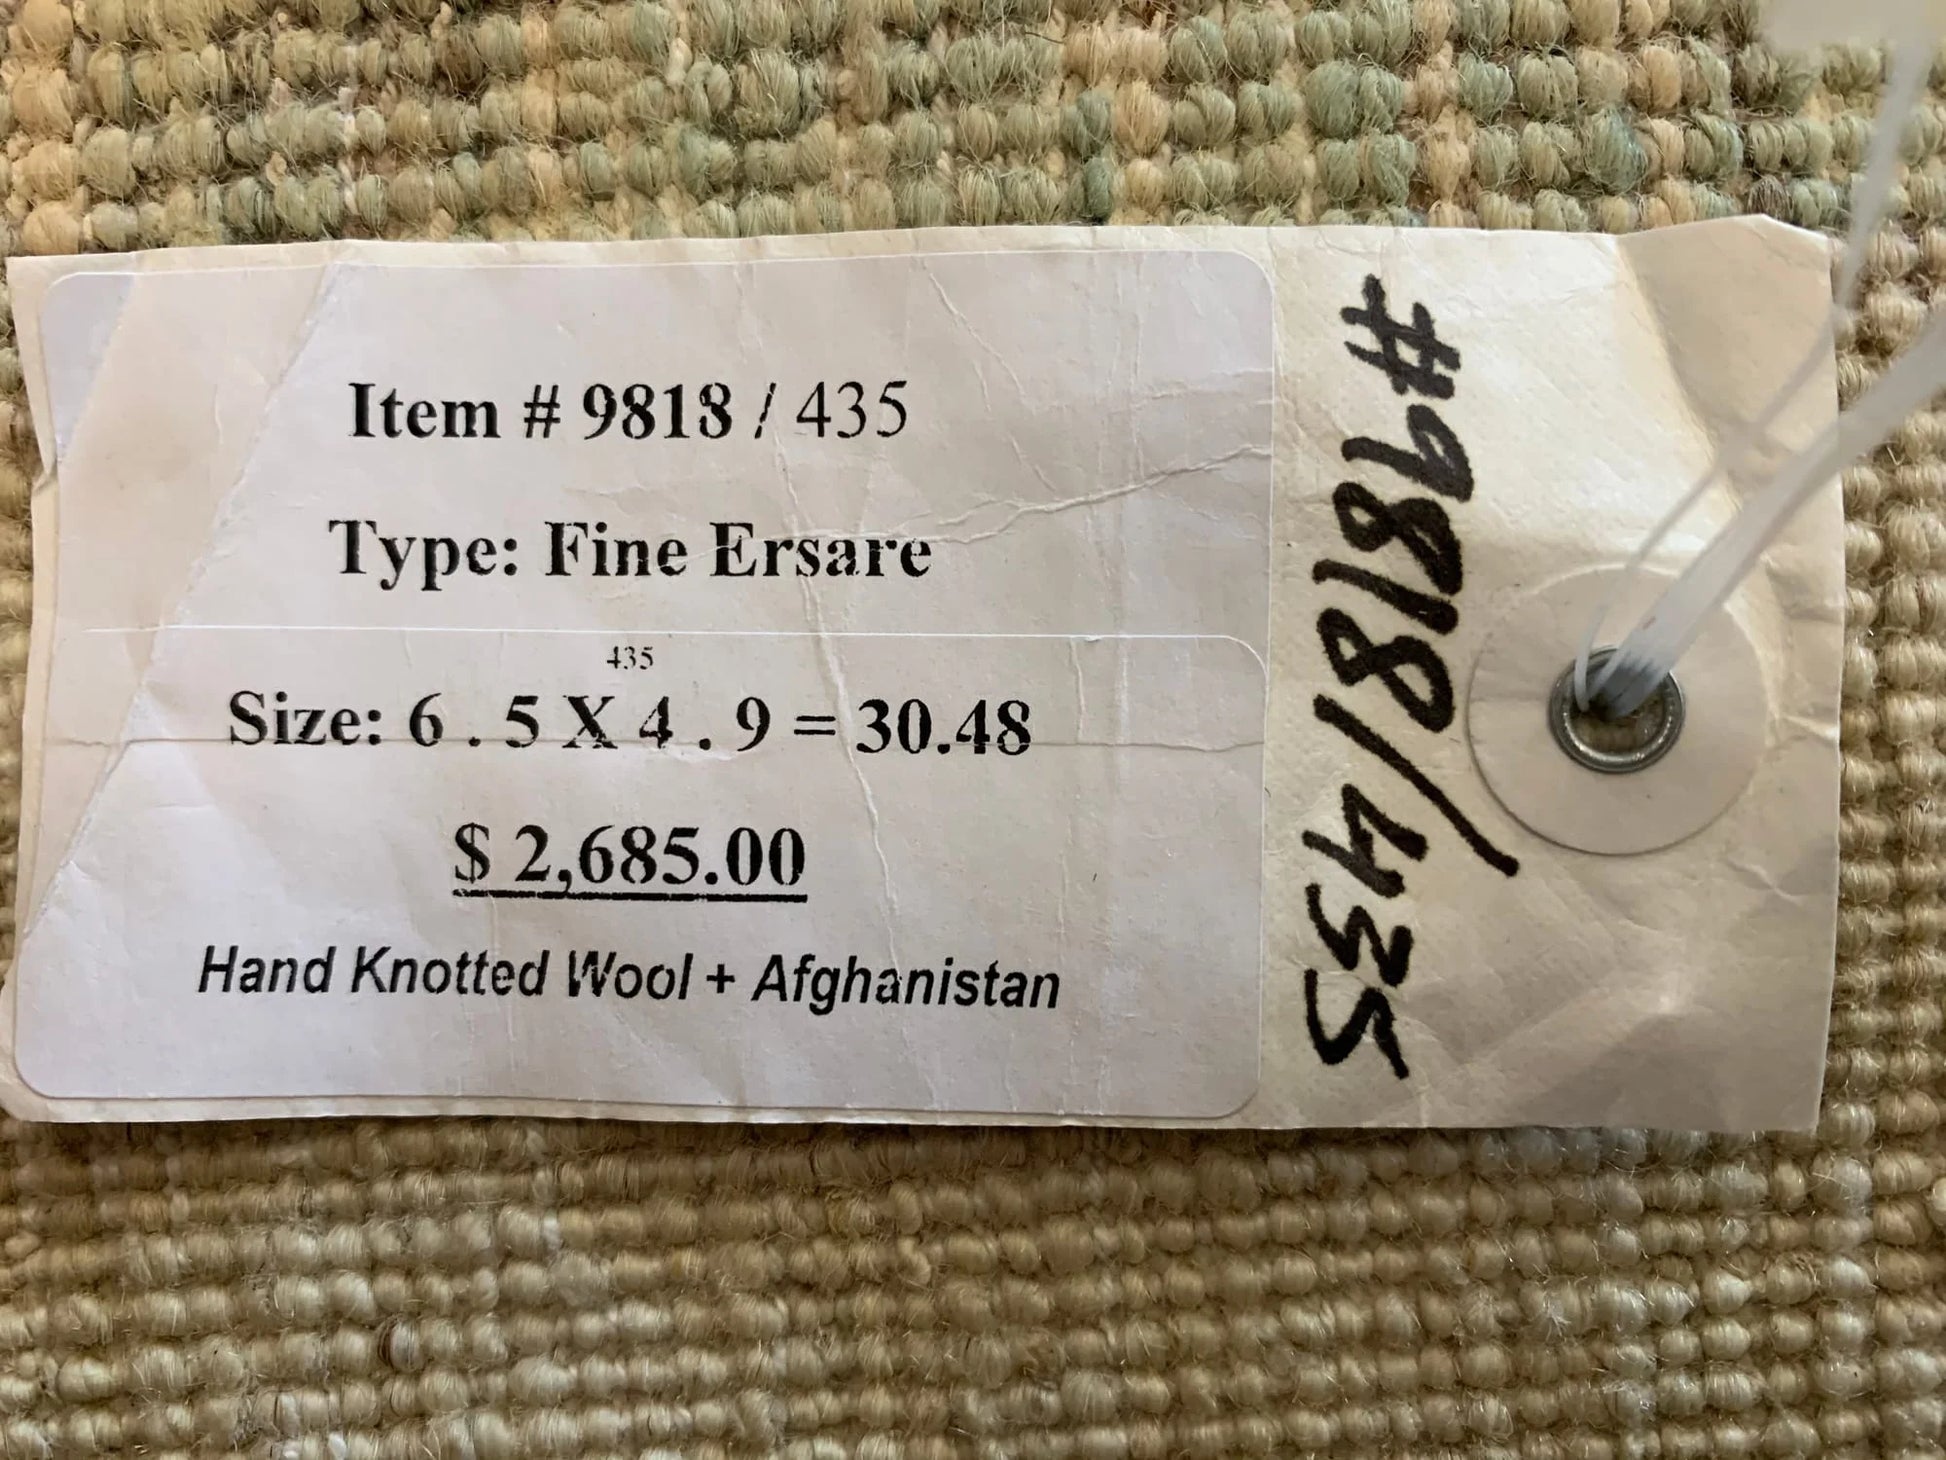 Item # 9818 / 435
Type: Fine Ersare
435
Size: 6 . 5 X 4 . 9 = 30.48
$ 2,685.00
Hand Knotted Wool + Afghanistan
#9818/435